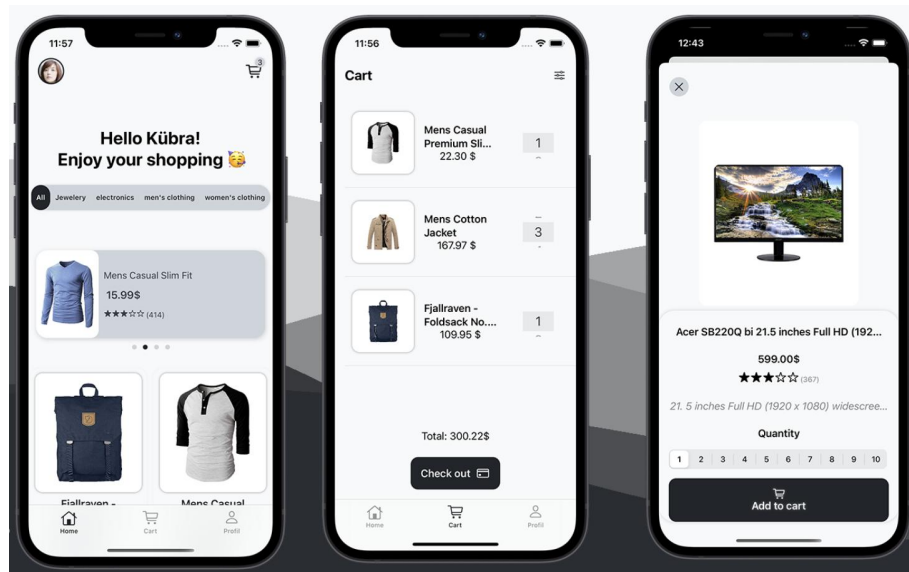 11:57
3
Hello Kübra!
Enjoy your shopping 🥳
All Jewelery electronics men's clothing women's clothing
Mens Casual Slim Fit
15.99$
★★★☆☆ (414)
Fjallraven -
Mens Casual
Home
Cart
Profil
11:56
Cart
Mens Casual
Premium Sli...
22.30 $
1
Mens Cotton
Jacket
167.97 $
3
Fjallraven -
Foldsack No....
109.95 $
1
Total: 300.22$
Check out
Home
Cart
Profil
12:43
Acer SB220Q bi 21.5 inches Full HD (192...
599.00$
★★★☆☆ (367)
21. 5 inches Full HD (1920 x 1080) widescree...
Quantity
1 2 3 4 5 6 7 8 9 10
Add to cart